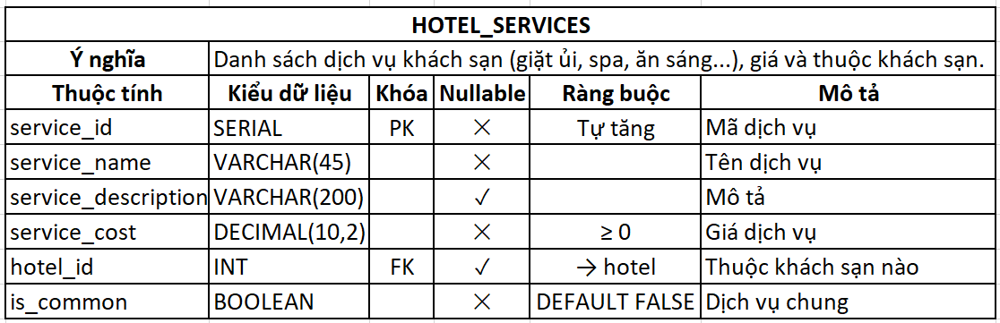 HOTEL_SERVICES
Ý nghĩa Danh sách dịch vụ khách sạn (giặt ủi, spa, ăn sáng...), giá và thuộc khách sạn.
Thuộc tính Kiểu dữ liệu Khóa Nullable Ràng buộc Mô tả
service_id SERIAL PK ✕ Tự tăng Mã dịch vụ
service_name VARCHAR(45) ✕ Tên dịch vụ
service_description VARCHAR(200) ✓ Mô tả
service_cost DECIMAL(10,2) ✕ ≥ 0 Giá dịch vụ
hotel_id INT FK ✓ → hotel Thuộc khách sạn nào
is_common BOOLEAN ✕ DEFAULT FALSE Dịch vụ chung